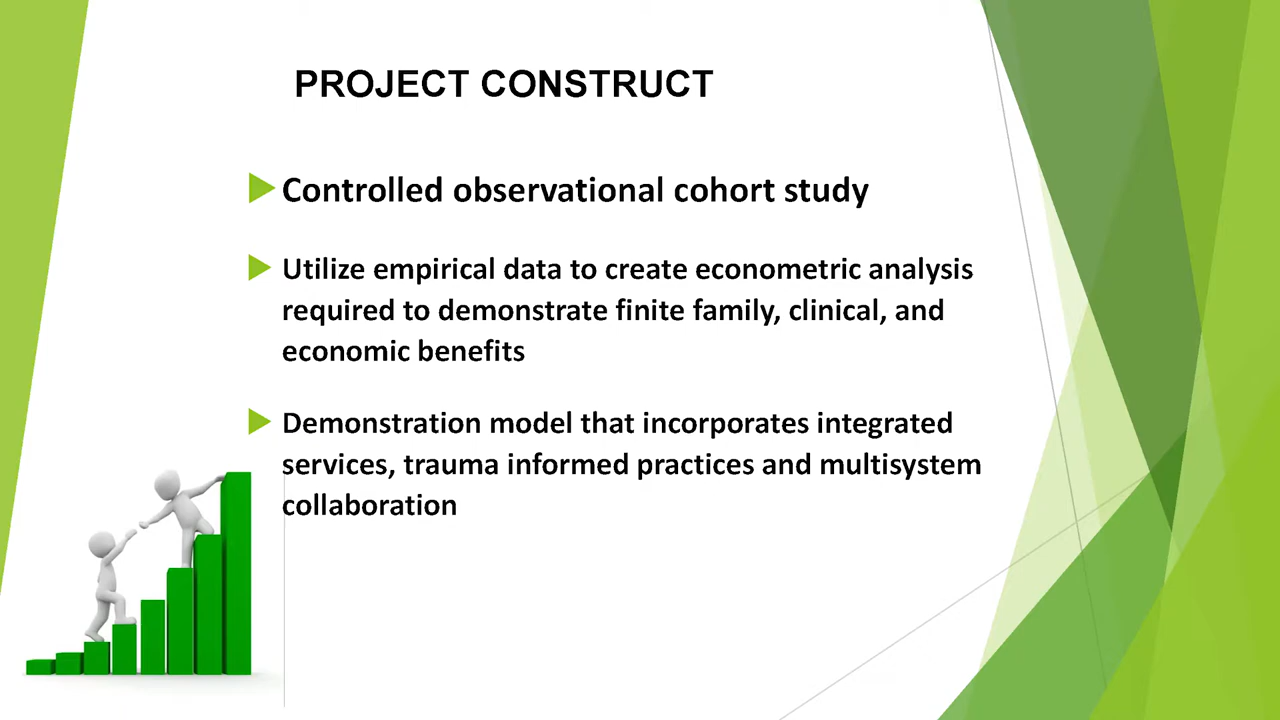 PROJECT CONSTRUCT
Controlled observational cohort study
Utilize empirical data to create econometric analysis
required to demonstrate finite family, clinical, and
economic benefits
Demonstration model that incorporates integrated
services, trauma informed practices and multisystem
collaboration